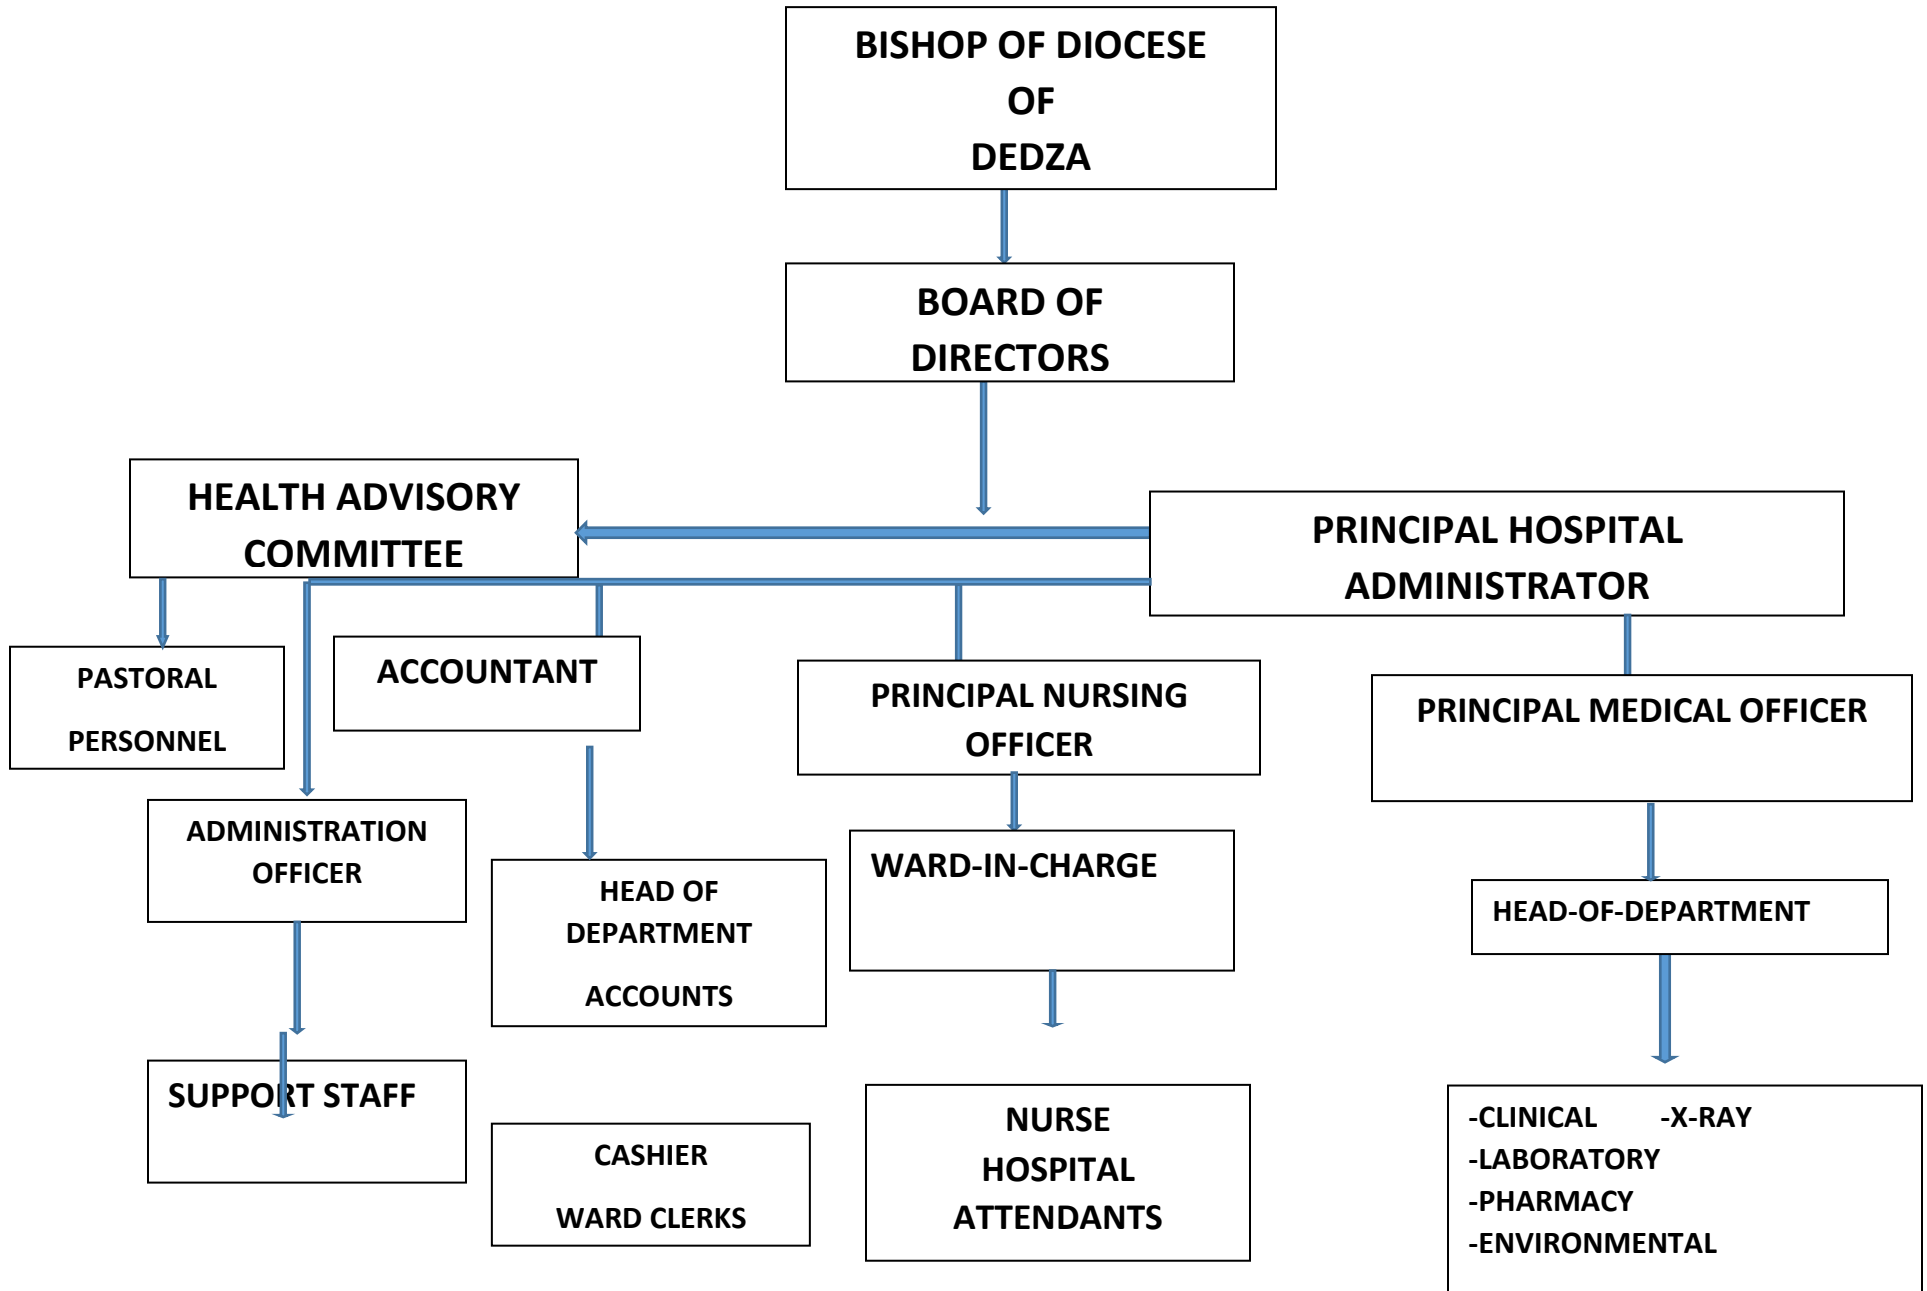 BISHOP OF DIOCESE
OF
DEDZA
BOARD OF
DIRECTORS
HEALTH ADVISORY
COMMITTEE
PRINCIPAL HOSPITAL
ADMINISTRATOR
PASTORAL
PERSONNEL
ACCOUNTANT
PRINCIPAL NURSING
OFFICER
PRINCIPAL MEDICAL OFFICER
ADMINISTRATION
OFFICER
HEAD OF
DEPARTMENT
ACCOUNTS
WARD-IN-CHARGE
HEAD-OF-DEPARTMENT
SUPPORT STAFF
CASHIER
WARD CLERKS
NURSE
HOSPITAL
ATTENDANTS
-CLINICAL -X-RAY
-LABORATORY
-PHARMACY
-ENVIRONMENTAL